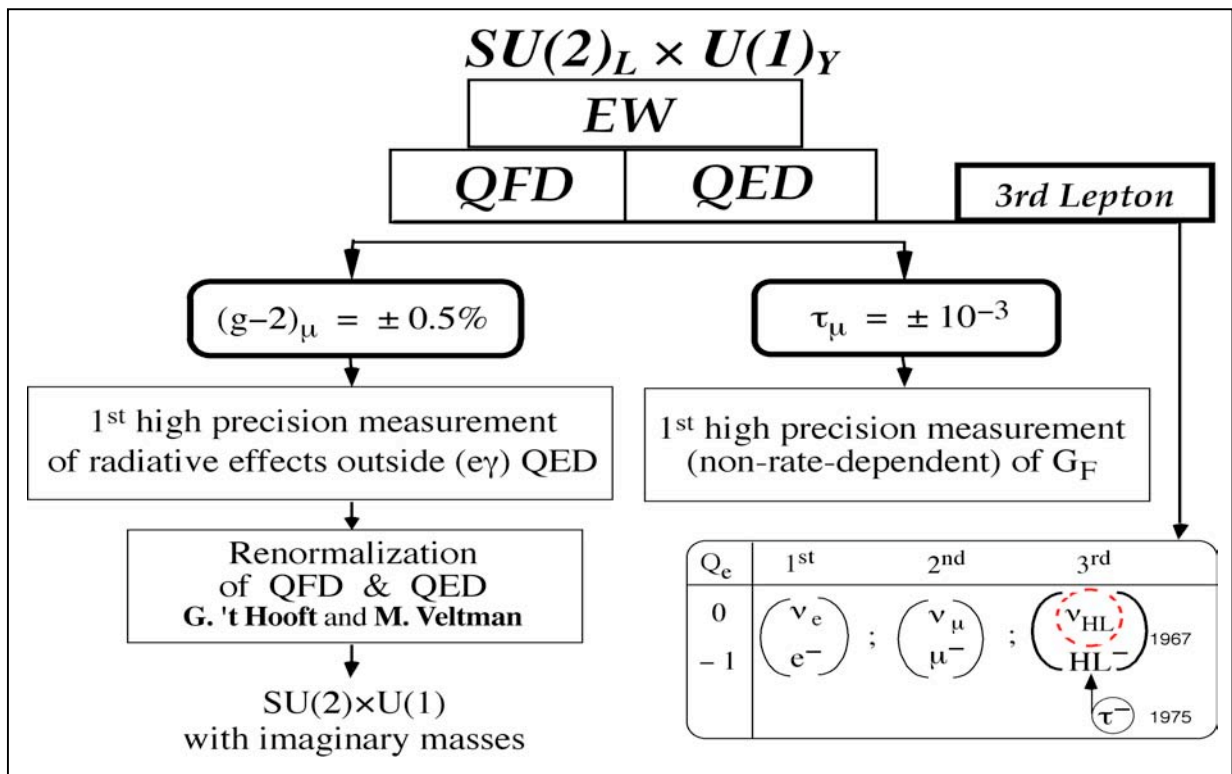 SU(2)L × U(1)Y
EW
QFD QED
3rd Lepton
(g−2)μ = ± 0.5%
τμ = ± 10−3
1st high precision measurement
of radiative effects outside (eγ) QED
1st high precision measurement
(non-rate-dependent) of GF
Renormalization
of QFD & QED
G. 't Hooft and M. Veltman
SU(2)×U(1)
with imaginary masses
Qe 1st 2nd 3rd
0 νe ; νμ ; νHL 1967
− 1 e− μ− HL−
τ− 1975